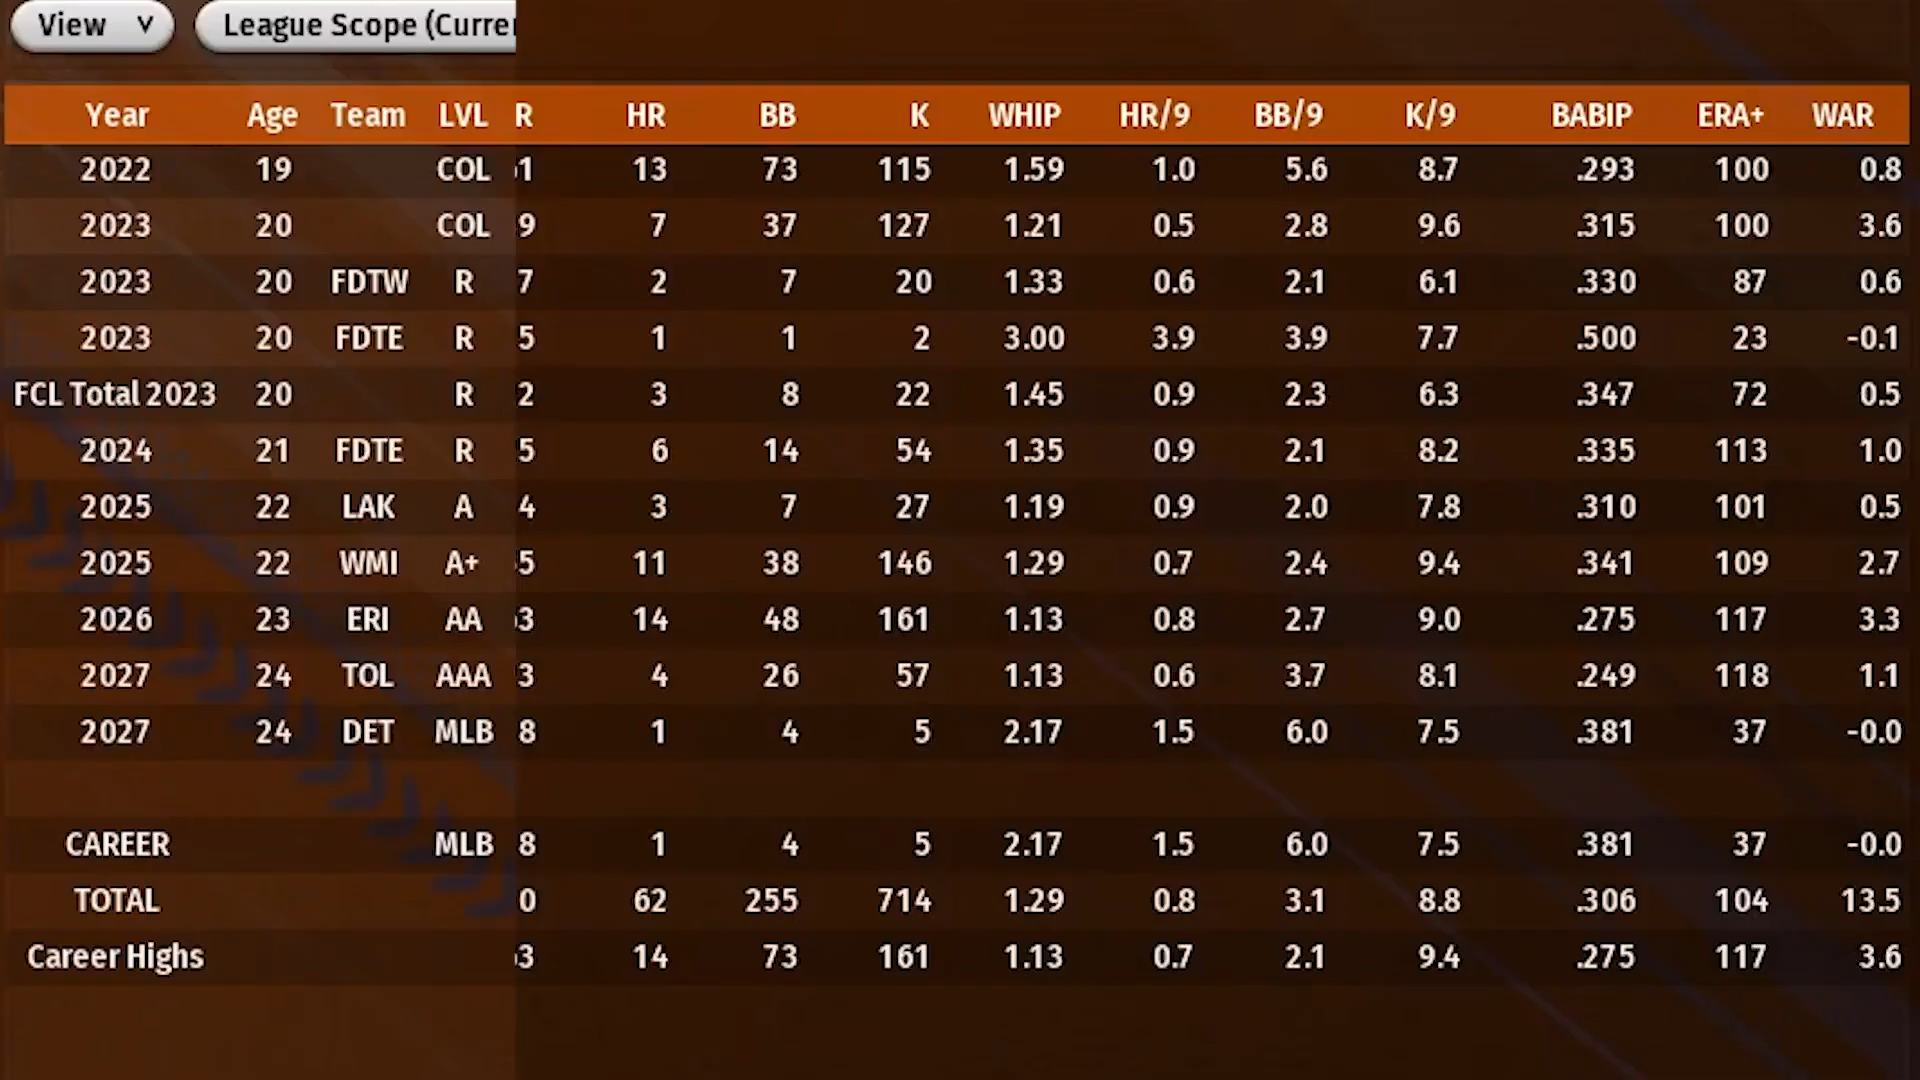 View v League Scope (Curre
Year Age Team LVL R HR BB K WHIP HR/9 BB/9 K/9 BABIP ERA+ WAR
2022 19 COL 1 13 73 115 1.59 1.0 5.6 8.7 .293 100 0.8
2023 20 COL 9 7 37 127 1.21 0.5 2.8 9.6 .315 100 3.6
2023 20 FDTW R 7 2 7 20 1.33 0.6 2.1 6.1 .330 87 0.6
2023 20 FDTE R 5 1 1 2 3.00 3.9 3.9 7.7 .500 23 -0.1
FCL Total 2023 20 R 2 3 8 22 1.45 0.9 2.3 6.3 .347 72 0.5
2024 21 FDTE R 5 6 14 54 1.35 0.9 2.1 8.2 .335 113 1.0
2025 22 LAK A 4 3 7 27 1.19 0.9 2.0 7.8 .310 101 0.5
2025 22 WMI A+ 5 11 38 146 1.29 0.7 2.4 9.4 .341 109 2.7
2026 23 ERI AA 3 14 48 161 1.13 0.8 2.7 9.0 .275 117 3.3
2027 24 TOL AAA 3 4 26 57 1.13 0.6 3.7 8.1 .249 118 1.1
2027 24 DET MLB 8 1 4 5 2.17 1.5 6.0 7.5 .381 37 -0.0
CAREER MLB 8 1 4 5 2.17 1.5 6.0 7.5 .381 37 -0.0
TOTAL 0 62 255 714 1.29 0.8 3.1 8.8 .306 104 13.5
Career Highs 3 14 73 161 1.13 0.7 2.1 9.4 .275 117 3.6